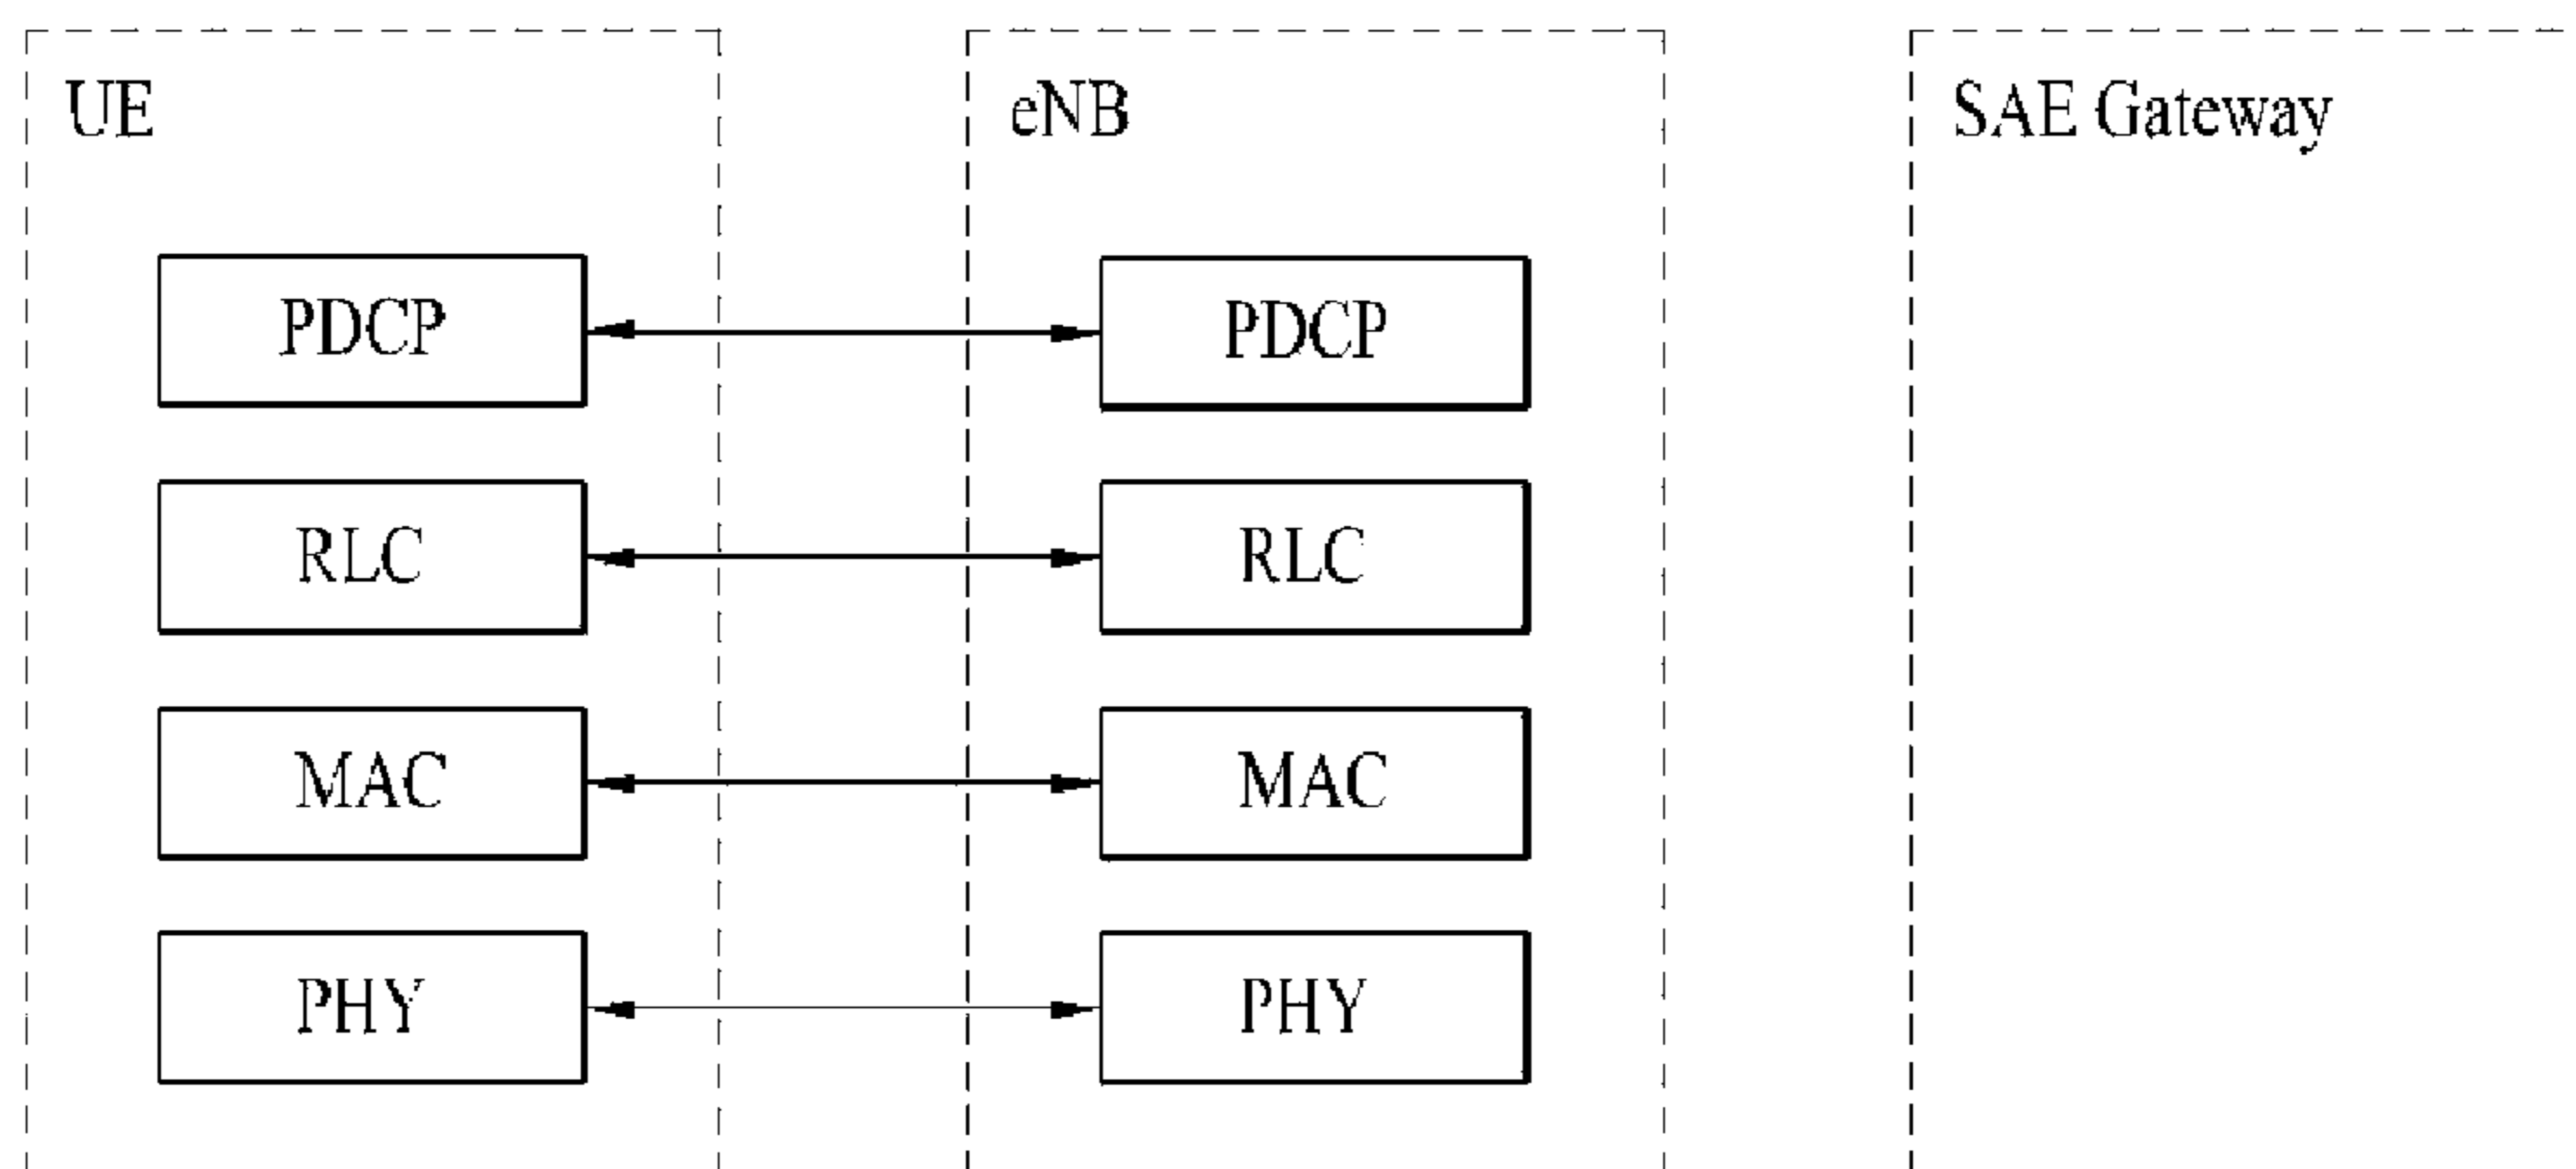 UE eNB SAE Gateway
PDCP PDCP
RLC RLC
MAC MAC
PHY PHY